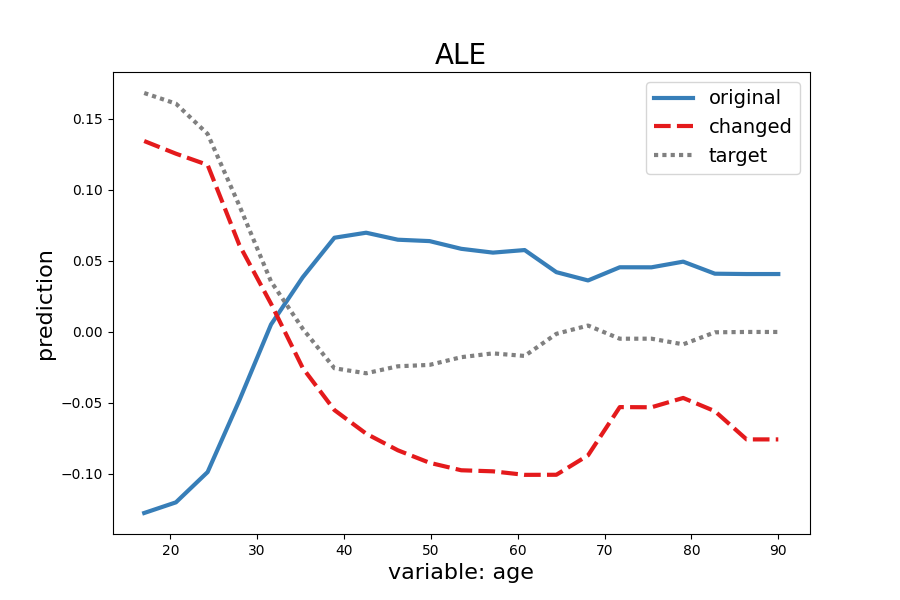 ALE
original
changed
target
0.15
0.10
0.05
0.00
−0.05
−0.10
prediction
20 30 40 50 60 70 80 90
variable: age